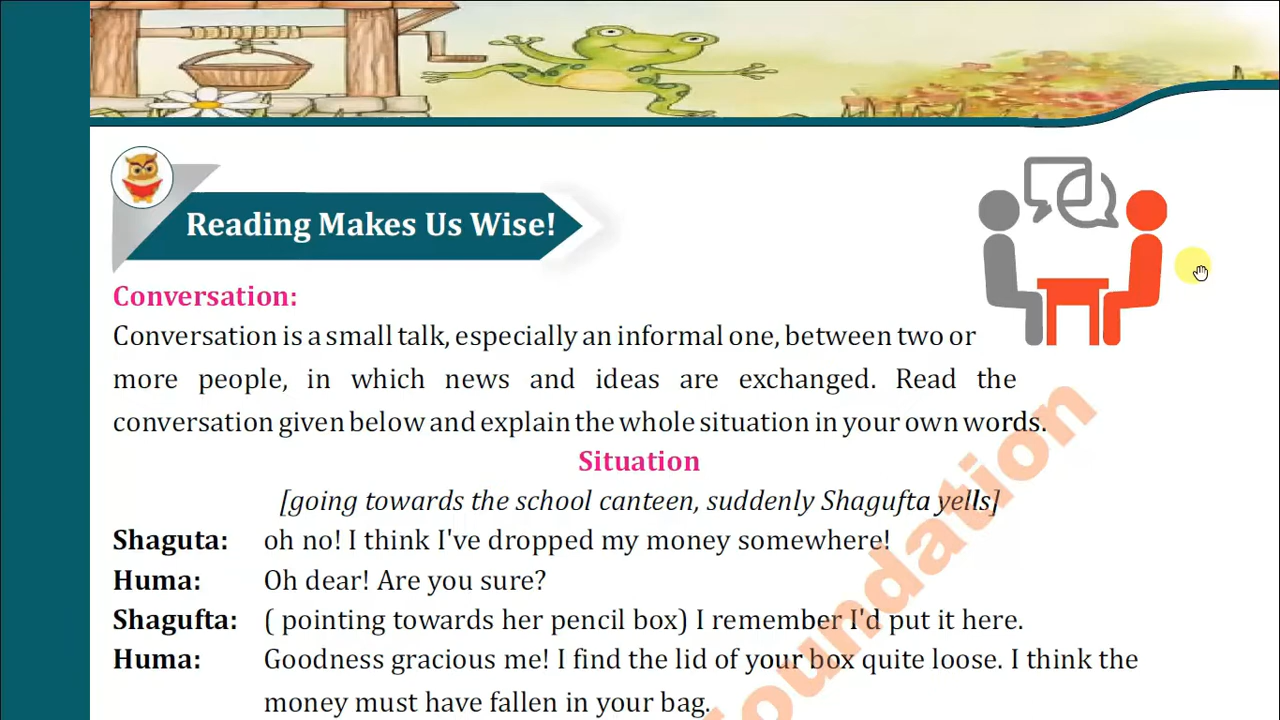 Reading Makes Us Wise!
Conversation:
Conversation is a small talk, especially an informal one, between two or
more people, in which news and ideas are exchanged. Read the
conversation given below and explain the whole situation in your own words.
Situation
[going towards the school canteen, suddenly Shagufta yells]
Shaguta: oh no! I think I've dropped my money somewhere!
Huma: Oh dear! Are you sure?
Shagufta: ( pointing towards her pencil box) I remember I'd put it here.
Huma: Goodness gracious me! I find the lid of your box quite loose. I think the
money must have fallen in your bag.
oundation